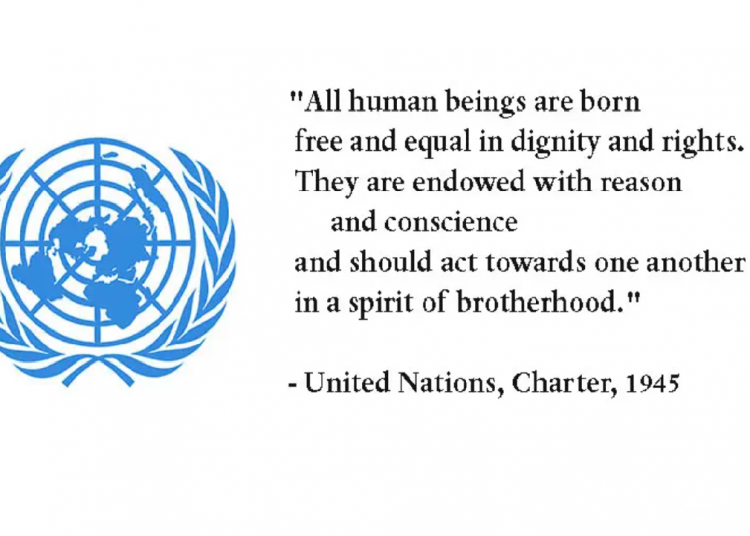 "All human beings are born
free and equal in dignity and rights.
They are endowed with reason
and conscience
and should act towards one another
in a spirit of brotherhood."
- United Nations, Charter, 1945